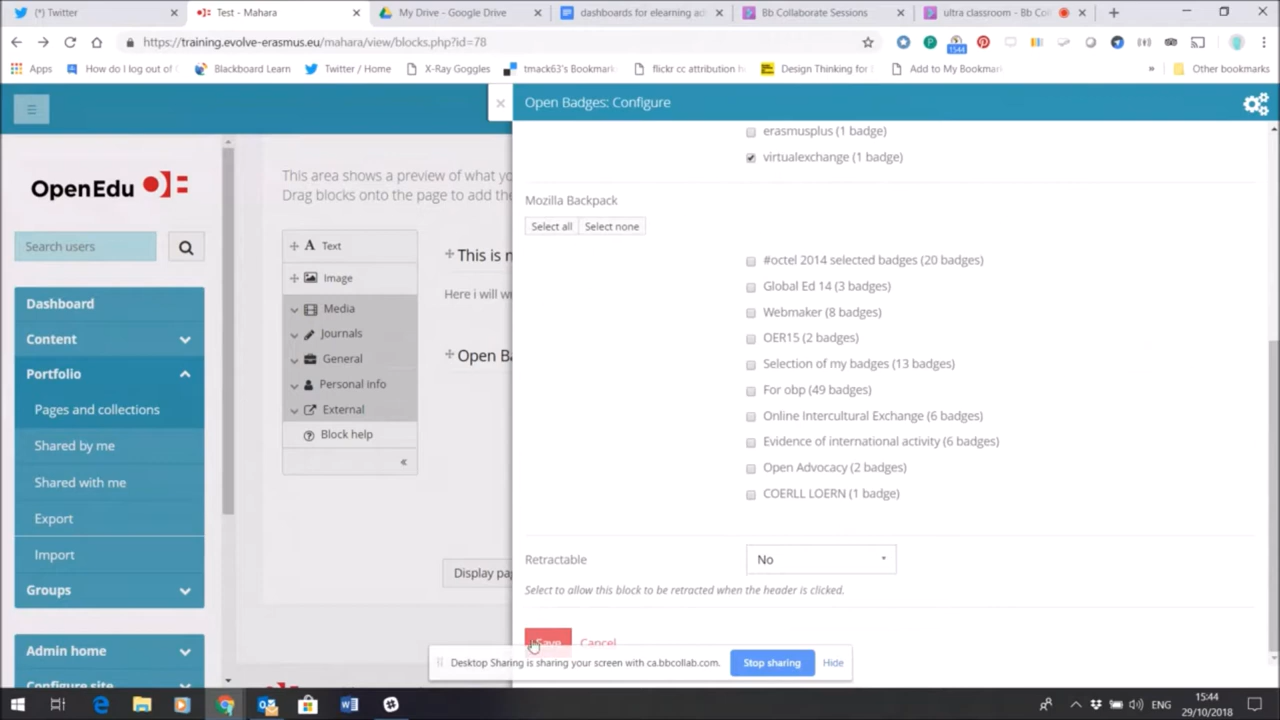 (*) Twitter
Test - Mahara
My Drive - Google Drive
dashboards for elearning ad
Bb Collaborate Sessions
ultra classroom - Bb Col
https://training.evolve-erasmus.eu/mahara/view/blocks.php?id=78
1544
Apps
How do I log out of
Blackboard Learn
Twitter / Home
X-Ray Goggles
tmack63's Bookmark
flickr cc attribution h
Design Thinking for
Add to My Bookmar
»
Other bookmarks
Open Badges: Configure
OpenEdu
Search users
Dashboard
Content
Portfolio
Pages and collections
Shared by me
Shared with me
Export
Import
Groups
Admin home
Configure site
This area shows a preview of what yo
Drag blocks onto the page to add the
A Text
Image
Media
Journals
General
Personal info
External
Block help
«
This is n
Here i will wr
Open Ba
Display pag
erasmusplus (1 badge)
virtualexchange (1 badge)
Mozilla Backpack
Select all
Select none
#octel 2014 selected badges (20 badges)
Global Ed 14 (3 badges)
Webmaker (8 badges)
OER15 (2 badges)
Selection of my badges (13 badges)
For obp (49 badges)
Online Intercultural Exchange (6 badges)
Evidence of international activity (6 badges)
Open Advocacy (2 badges)
COERLL LOERN (1 badge)
Retractable
No
Select to allow this block to be retracted when the header is clicked.
Save
Cancel
Desktop Sharing is sharing your screen with ca.bbcollab.com.
Stop sharing
Hide
ENG
15:44
29/10/2018